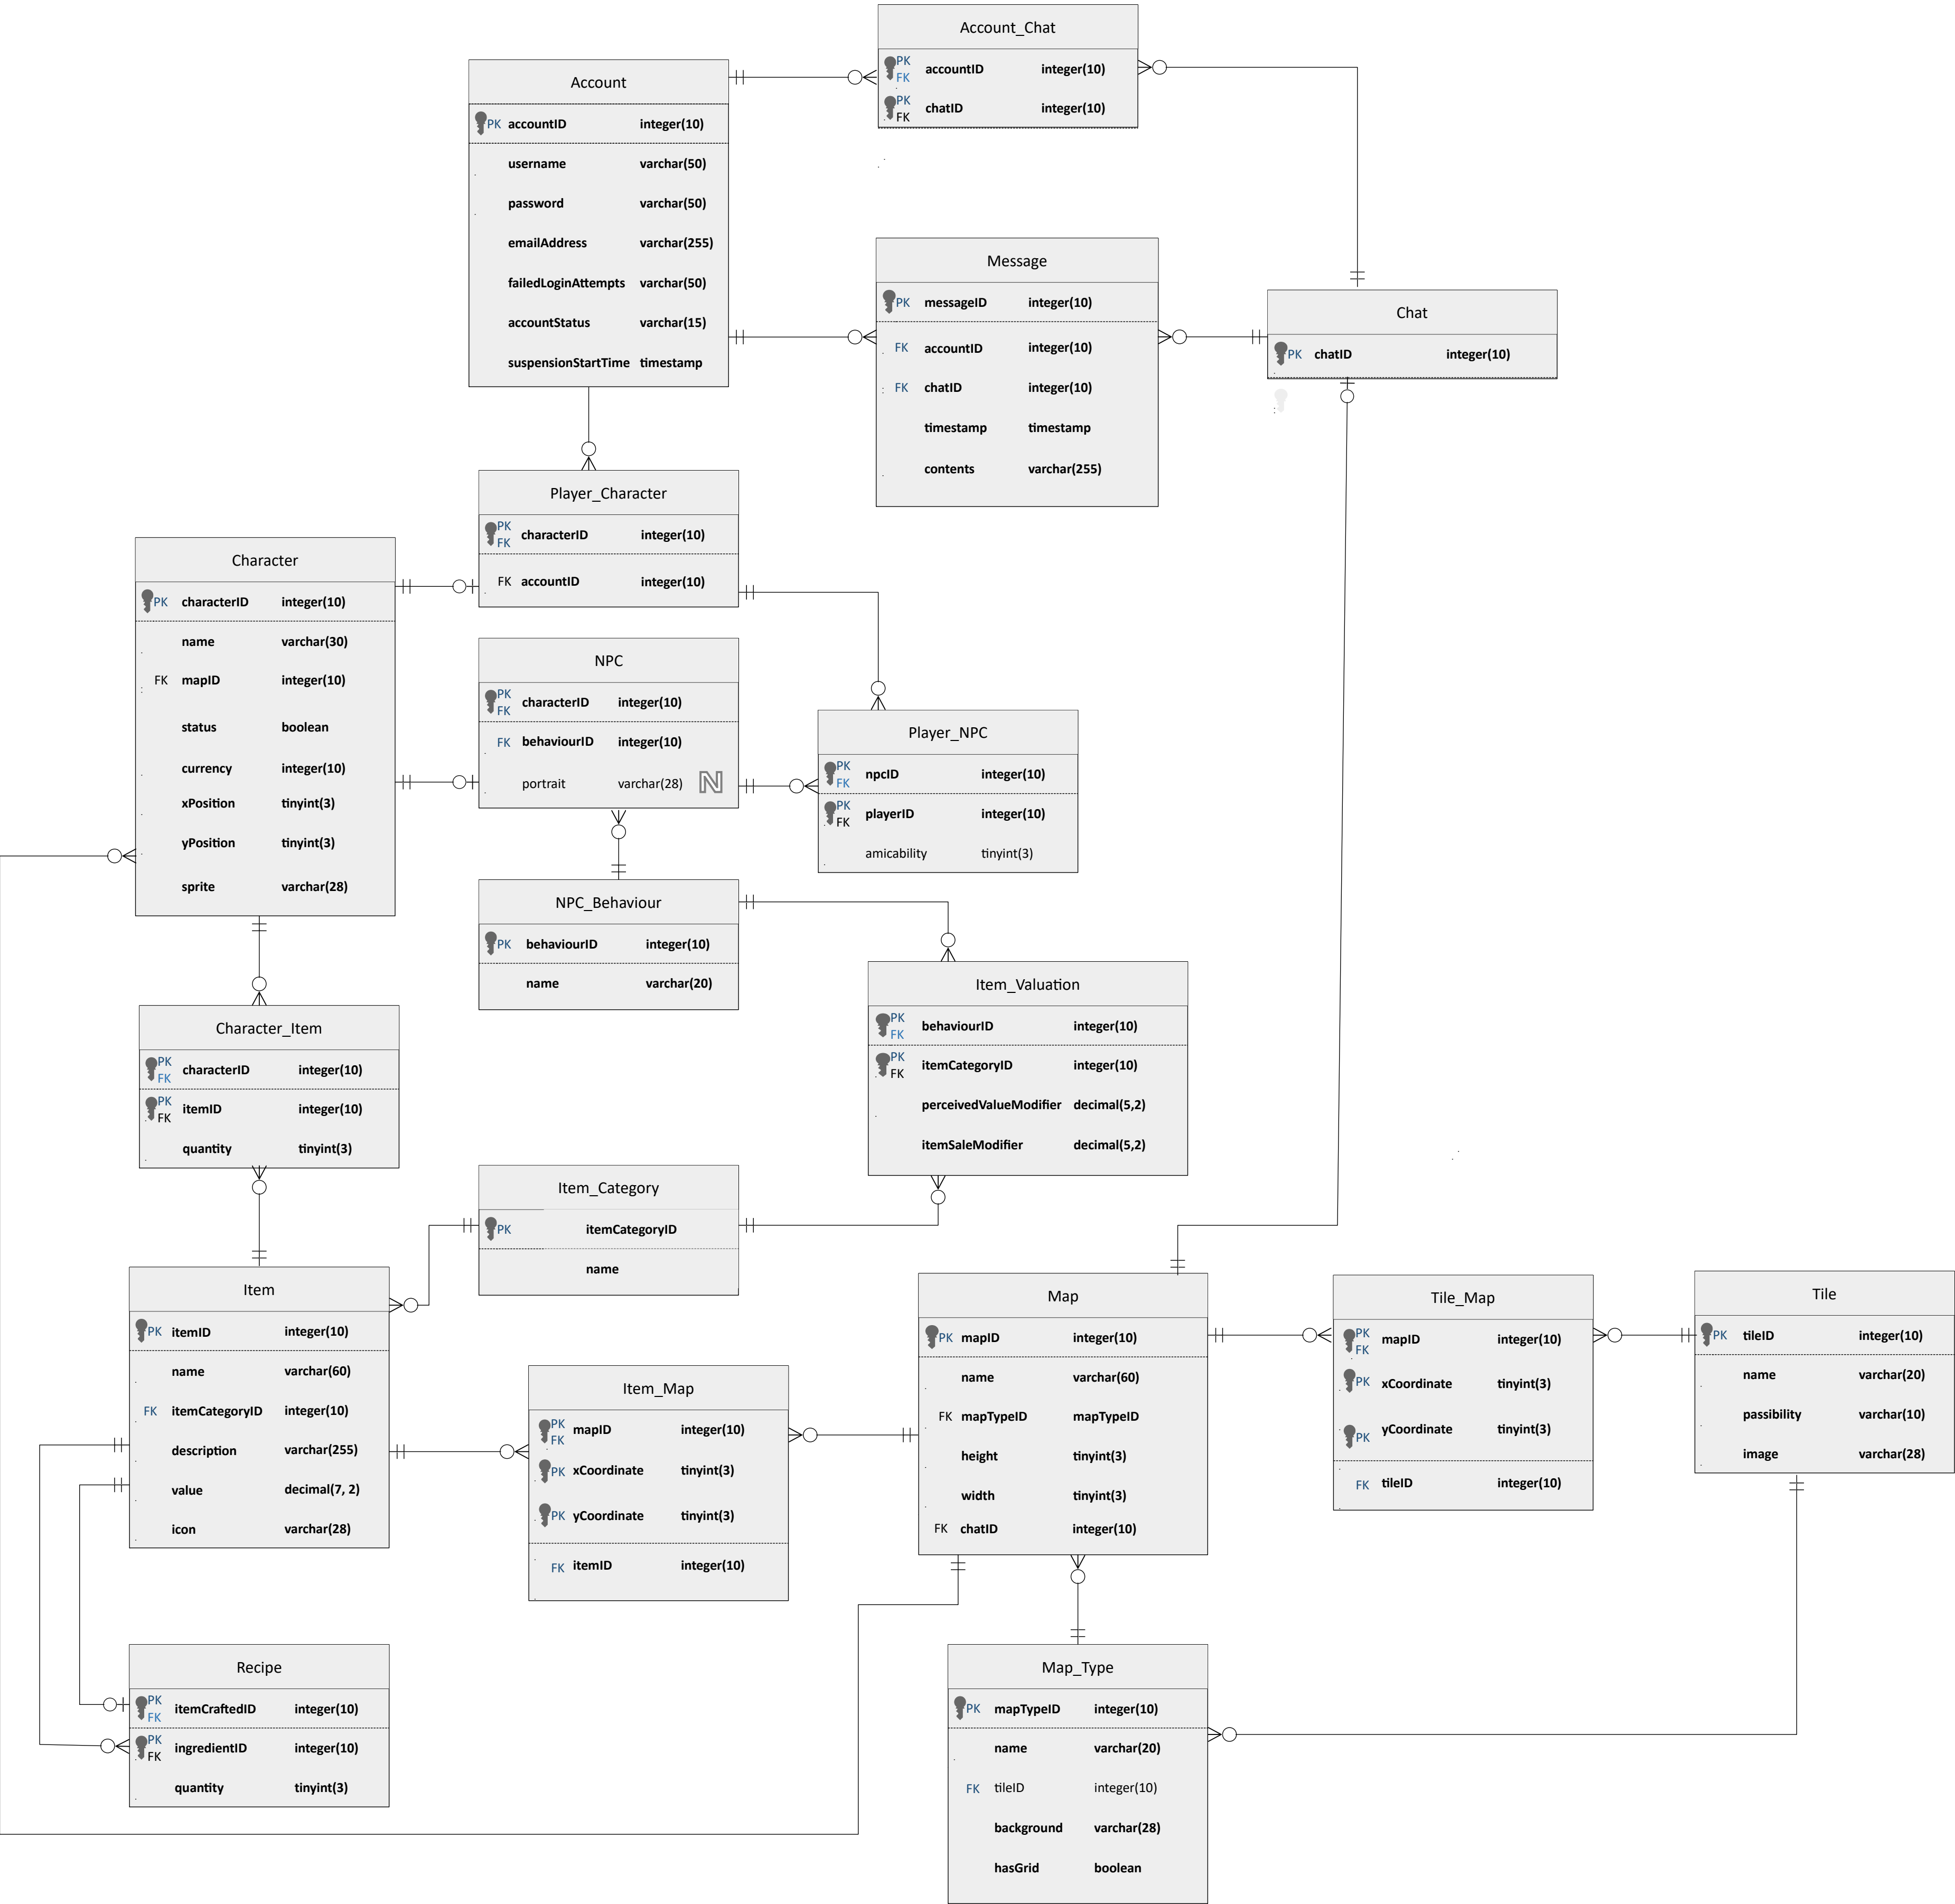 Account_Chat
PK
FK accountID integer(10)
PK
FK chatID integer(10)
Account
PK accountID integer(10)
username varchar(50)
password varchar(50)
emailAddress varchar(255)
failedLoginAttempts varchar(50)
accountStatus varchar(15)
suspensionStartTime timestamp
Message
PK messageID integer(10)
FK accountID integer(10)
FK chatID integer(10)
timestamp timestamp
contents varchar(255)
Chat
PK chatID integer(10)
Player_Character
PK
FK characterID integer(10)
FK accountID integer(10)
Character
PK characterID integer(10)
name varchar(30)
FK mapID integer(10)
status boolean
currency integer(10)
xPosition tinyint(3)
yPosition tinyint(3)
sprite varchar(28)
NPC
PK
FK characterID integer(10)
FK behaviourID integer(10)
portrait varchar(28) N
Player_NPC
PK
FK npcID integer(10)
PK
FK playerID integer(10)
amicability tinyint(3)
NPC_Behaviour
PK behaviourID integer(10)
name varchar(20)
Item_Valuation
PK
FK behaviourID integer(10)
PK
FK itemCategoryID integer(10)
perceivedValueModifier decimal(5,2)
itemSaleModifier decimal(5,2)
Character_Item
PK
FK characterID integer(10)
PK
FK itemID integer(10)
quantity tinyint(3)
Item_Category
PK itemCategoryID
name
Item
PK itemID integer(10)
name varchar(60)
FK itemCategoryID integer(10)
description varchar(255)
value decimal(7, 2)
icon varchar(28)
Item_Map
PK
FK mapID integer(10)
PK xCoordinate tinyint(3)
PK yCoordinate tinyint(3)
FK itemID integer(10)
Map
PK mapID integer(10)
name varchar(60)
FK mapTypeID mapTypeID
height tinyint(3)
width tinyint(3)
FK chatID integer(10)
Tile_Map
PK
FK mapID integer(10)
PK xCoordinate tinyint(3)
PK yCoordinate tinyint(3)
FK tileID integer(10)
Tile
PK tileID integer(10)
name varchar(20)
passibility varchar(10)
image varchar(28)
Recipe
PK
FK itemCraftedID integer(10)
PK
FK ingredientID integer(10)
quantity tinyint(3)
Map_Type
PK mapTypeID integer(10)
name varchar(20)
FK tileID integer(10)
background varchar(28)
hasGrid boolean